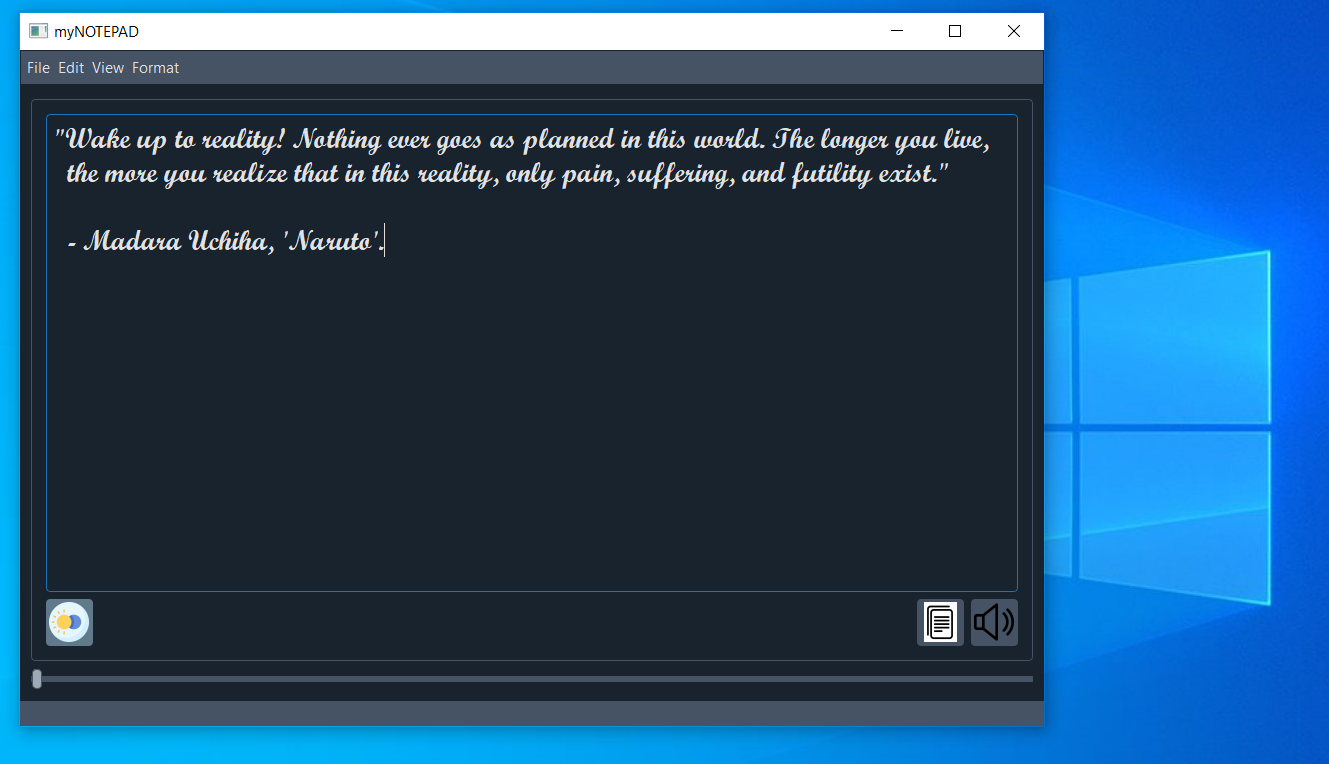 myNOTEPAD
File Edit View Format
"Wake up to reality! Nothing ever goes as planned in this world. The longer you live,
the more you realize that in this reality, only pain, suffering, and futility exist."
- Madara Uchiha, 'Naruto'.